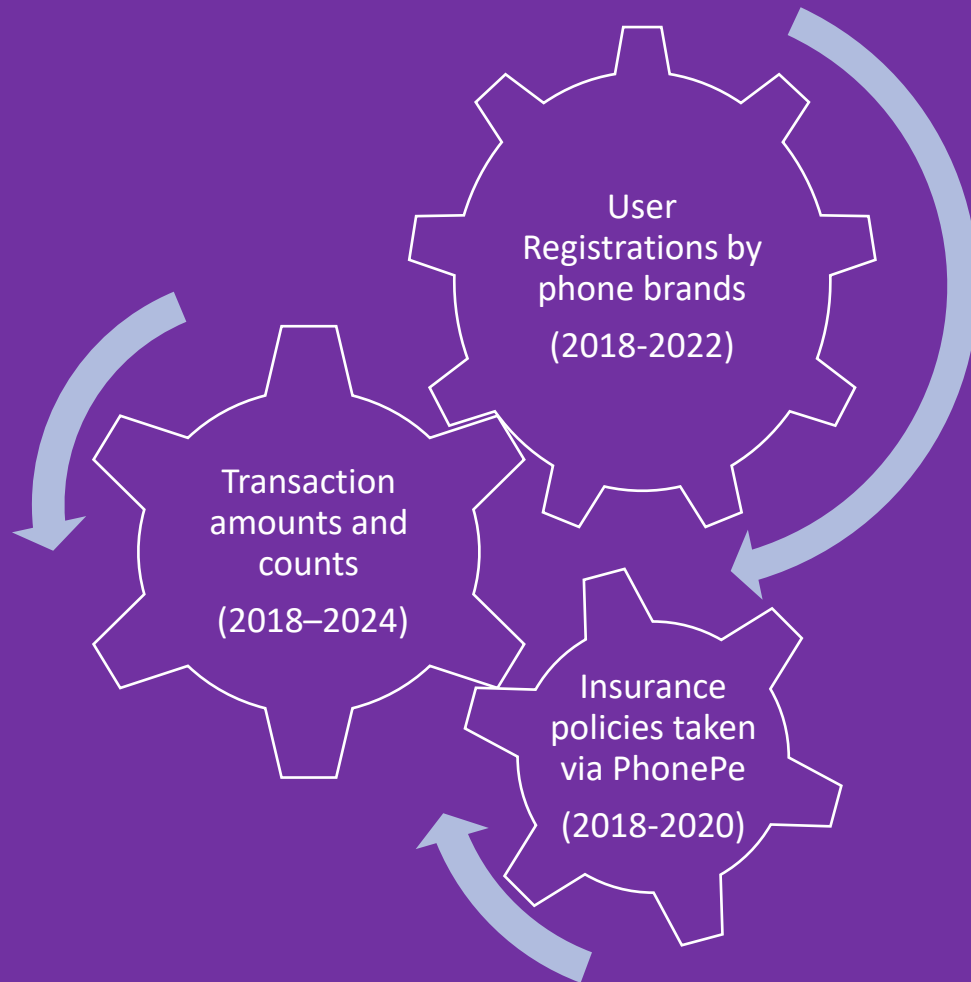 User
Registrations by
phone brands
(2018-2022)
Transaction
amounts and
counts
(2018–2024)
Insurance
policies taken
via PhonePe
(2018-2020)